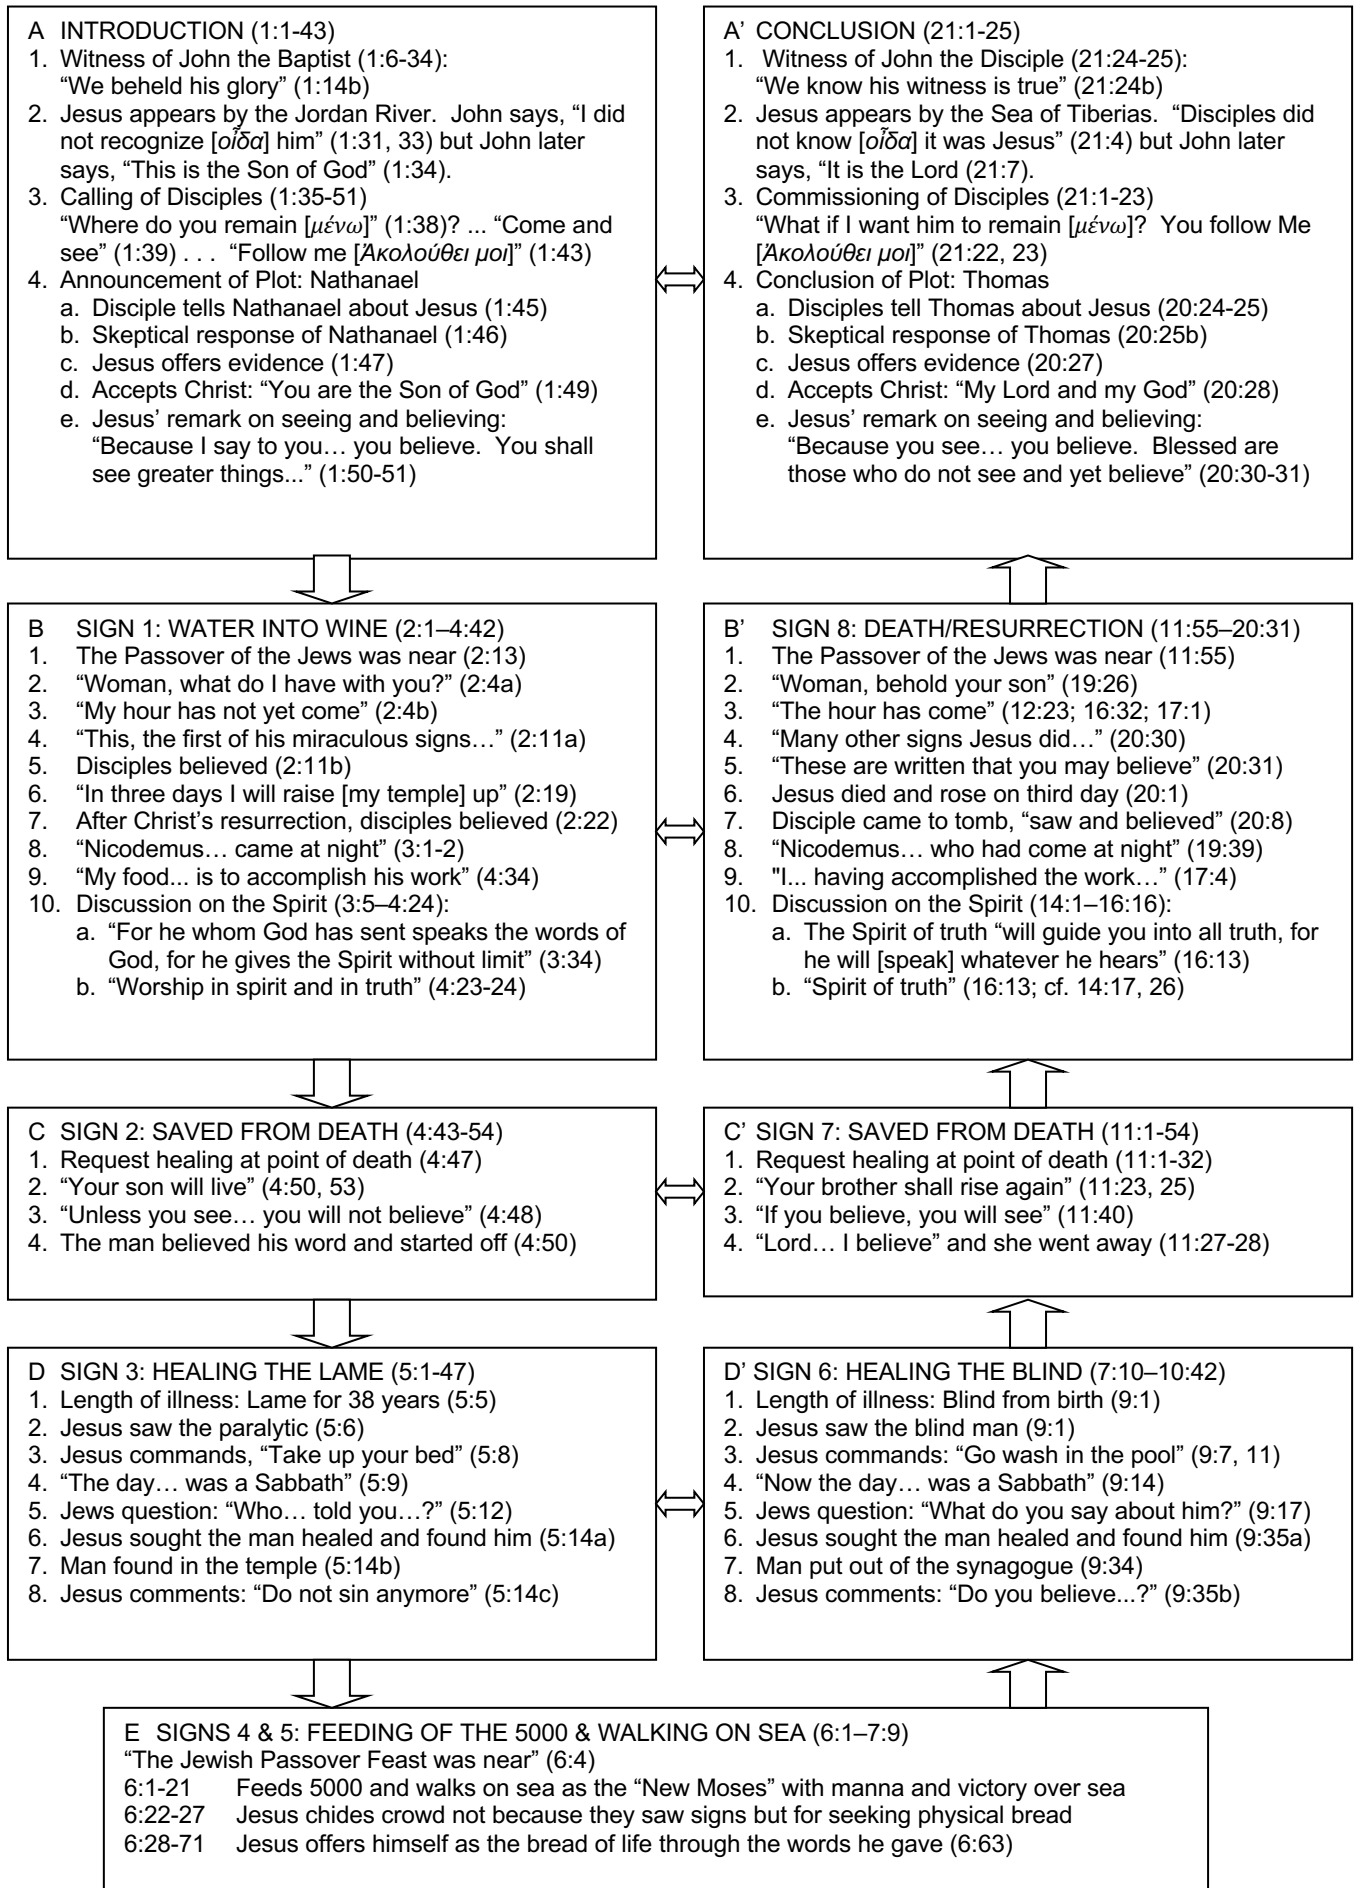 A INTRODUCTION (1:1-43)
1. Witness of John the Baptist (1:6-34):
“We beheld his glory” (1:14b)
2. Jesus appears by the Jordan River. John says, “I did
not recognize [οἶδα] him” (1:31, 33) but John later
says, “This is the Son of God” (1:34).
3. Calling of Disciples (1:35-51)
“Where do you remain [μένω]” (1:38)? ... “Come and
see” (1:39) . . . “Follow me [Ἀκολούθει μοι]” (1:43)
4. Announcement of Plot: Nathanael
a. Disciple tells Nathanael about Jesus (1:45)
b. Skeptical response of Nathanael (1:46)
c. Jesus offers evidence (1:47)
d. Accepts Christ: “You are the Son of God” (1:49)
e. Jesus’ remark on seeing and believing:
“Because I say to you… you believe. You shall
see greater things...” (1:50-51)
A’ CONCLUSION (21:1-25)
1. Witness of John the Disciple (21:24-25):
“We know his witness is true” (21:24b)
2. Jesus appears by the Sea of Tiberias. “Disciples did
not know [οἶδα] it was Jesus” (21:4) but John later
says, “It is the Lord (21:7).
3. Commissioning of Disciples (21:1-23)
“What if I want him to remain [μένω]? You follow Me
[Ἀκολούθει μοι]” (21:22, 23)
4. Conclusion of Plot: Thomas
a. Disciples tell Thomas about Jesus (20:24-25)
b. Skeptical response of Thomas (20:25b)
c. Jesus offers evidence (20:27)
d. Accepts Christ: “My Lord and my God” (20:28)
e. Jesus’ remark on seeing and believing:
“Because you see… you believe. Blessed are
those who do not see and yet believe” (20:30-31)
B SIGN 1: WATER INTO WINE (2:1–4:42)
1. The Passover of the Jews was near (2:13)
2. “Woman, what do I have with you?” (2:4a)
3. “My hour has not yet come” (2:4b)
4. “This, the first of his miraculous signs…” (2:11a)
5. Disciples believed (2:11b)
6. “In three days I will raise [my temple] up” (2:19)
7. After Christ’s resurrection, disciples believed (2:22)
8. “Nicodemus… came at night” (3:1-2)
9. “My food... is to accomplish his work” (4:34)
10. Discussion on the Spirit (3:5–4:24):
a. “For he whom God has sent speaks the words of
God, for he gives the Spirit without limit” (3:34)
b. “Worship in spirit and in truth” (4:23-24)
B’ SIGN 8: DEATH/RESURRECTION (11:55–20:31)
1. The Passover of the Jews was near (11:55)
2. “Woman, behold your son” (19:26)
3. “The hour has come” (12:23; 16:32; 17:1)
4. “Many other signs Jesus did…” (20:30)
5. “These are written that you may believe” (20:31)
6. Jesus died and rose on third day (20:1)
7. Disciple came to tomb, “saw and believed” (20:8)
8. “Nicodemus… who had come at night” (19:39)
9. "I... having accomplished the work…” (17:4)
10. Discussion on the Spirit (14:1–16:16):
a. The Spirit of truth “will guide you into all truth, for
he will [speak] whatever he hears” (16:13)
b. “Spirit of truth” (16:13; cf. 14:17, 26)
C SIGN 2: SAVED FROM DEATH (4:43-54)
1. Request healing at point of death (4:47)
2. “Your son will live” (4:50, 53)
3. “Unless you see… you will not believe” (4:48)
4. The man believed his word and started off (4:50)
C’ SIGN 7: SAVED FROM DEATH (11:1-54)
1. Request healing at point of death (11:1-32)
2. “Your brother shall rise again” (11:23, 25)
3. “If you believe, you will see” (11:40)
4. “Lord… I believe” and she went away (11:27-28)
D SIGN 3: HEALING THE LAME (5:1-47)
1. Length of illness: Lame for 38 years (5:5)
2. Jesus saw the paralytic (5:6)
3. Jesus commands, “Take up your bed” (5:8)
4. “The day… was a Sabbath” (5:9)
5. Jews question: “Who… told you…?” (5:12)
6. Jesus sought the man healed and found him (5:14a)
7. Man found in the temple (5:14b)
8. Jesus comments: “Do not sin anymore” (5:14c)
D’ SIGN 6: HEALING THE BLIND (7:10–10:42)
1. Length of illness: Blind from birth (9:1)
2. Jesus saw the blind man (9:1)
3. Jesus commands: “Go wash in the pool” (9:7, 11)
4. “Now the day… was a Sabbath” (9:14)
5. Jews question: “What do you say about him?” (9:17)
6. Jesus sought the man healed and found him (9:35a)
7. Man put out of the synagogue (9:34)
8. Jesus comments: “Do you believe...?” (9:35b)
E SIGNS 4 & 5: FEEDING OF THE 5000 & WALKING ON SEA (6:1–7:9)
“The Jewish Passover Feast was near” (6:4)
6:1-21 Feeds 5000 and walks on sea as the “New Moses” with manna and victory over sea
6:22-27 Jesus chides crowd not because they saw signs but for seeking physical bread
6:28-71 Jesus offers himself as the bread of life through the words he gave (6:63)